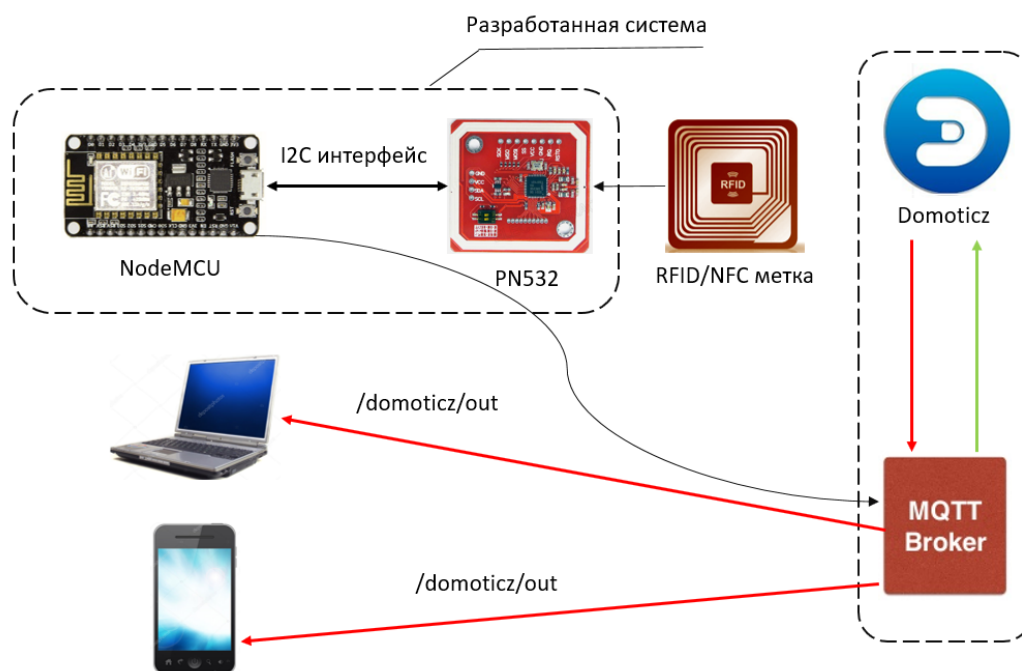 Разработанная система
I2C интерфейс
NodeMCU
PN532
RFID
RFID/NFC метка
Domoticz
/domoticz/out
/domoticz/out
MQTT
Broker